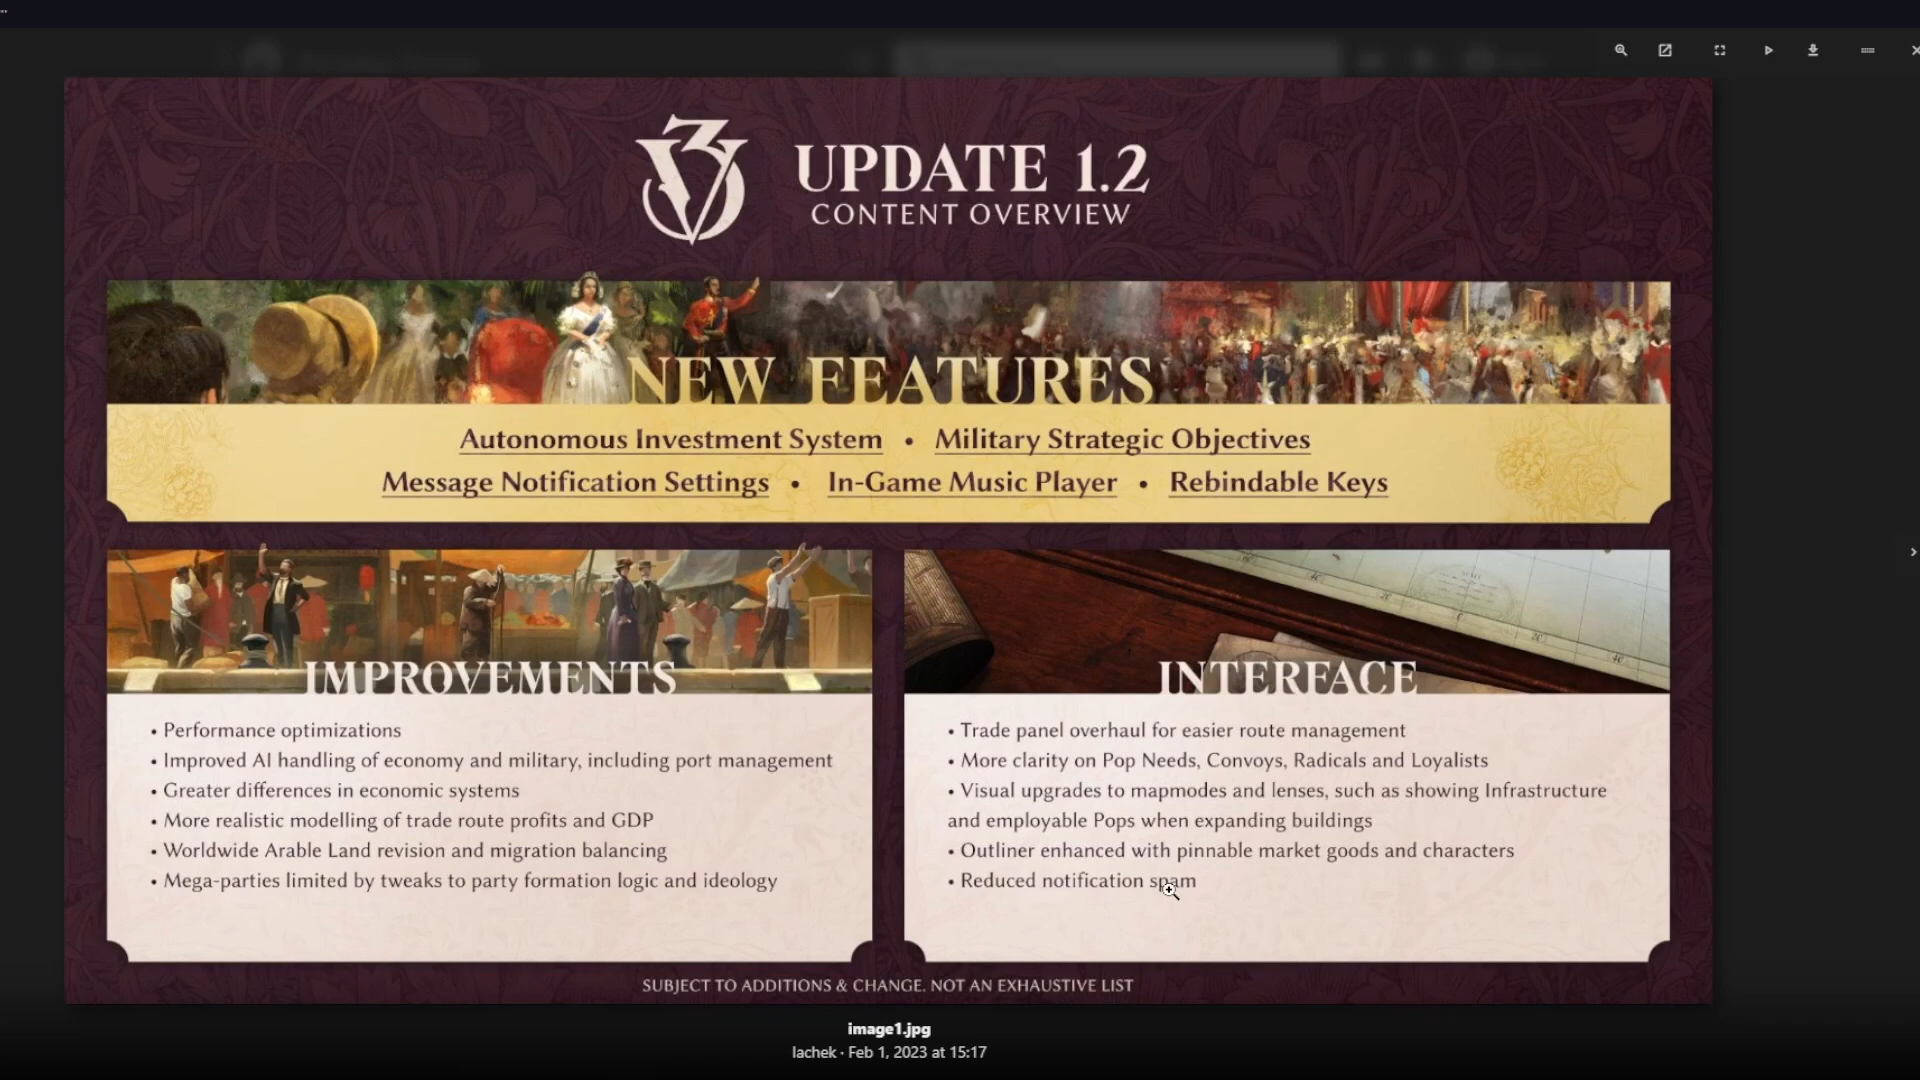 UPDATE 1.2
CONTENT OVERVIEW
NEW FEATURES
Autonomous Investment System • Military Strategic Objectives
Message Notification Settings • In-Game Music Player • Rebindable Keys
IMPROVEMENTS
• Performance optimizations
• Improved AI handling of economy and military, including port management
• Greater differences in economic systems
• More realistic modelling of trade route profits and GDP
• Worldwide Arable Land revision and migration balancing
• Mega-parties limited by tweaks to party formation logic and ideology
INTERFACE
• Trade panel overhaul for easier route management
• More clarity on Pop Needs, Convoys, Radicals and Loyalists
• Visual upgrades to mapmodes and lenses, such as showing Infrastructure
and employable Pops when expanding buildings
• Outliner enhanced with pinnable market goods and characters
• Reduced notification spam
SUBJECT TO ADDITIONS & CHANGE. NOT AN EXHAUSTIVE LIST
image1.jpg
lachek · Feb 1, 2023 at 15:17